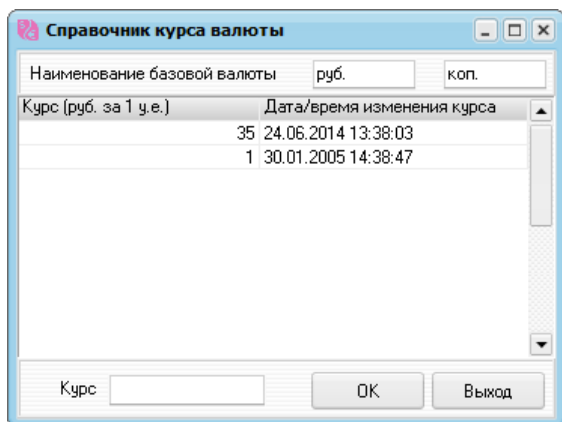 Справочник курса валюты
Наименование базовой валюты руб. коп.
Курс (руб. за 1 у.е.) Дата/время изменения курса
35 24.06.2014 13:38:03
1 30.01.2005 14:38:47
Курс OK Выход